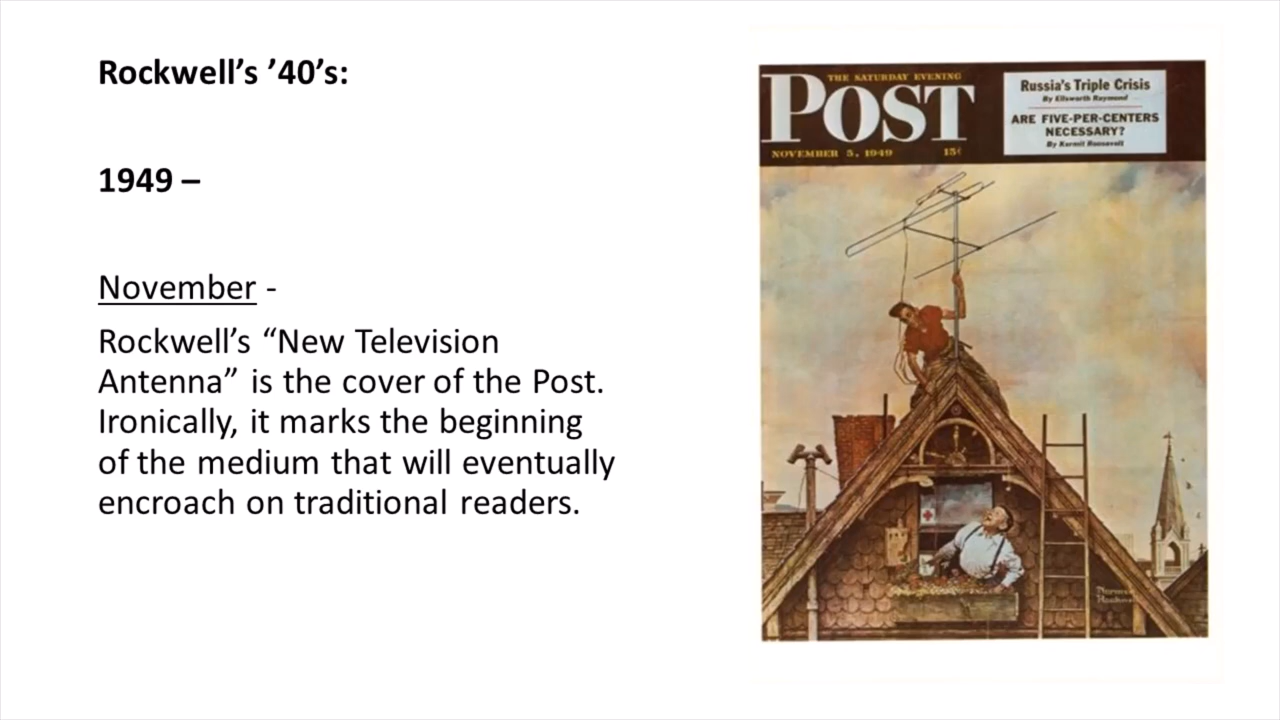 Rockwell’s ’40’s:
1949 –
November -
Rockwell’s “New Television
Antenna” is the cover of the Post.
Ironically, it marks the beginning
of the medium that will eventually
encroach on traditional readers.
THE SATURDAY EVENING
POST
NOVEMBER 5, 1949 15¢
Russia's Triple Crisis
By Ellsworth Raymond
ARE FIVE-PER-CENTERS
NECESSARY?
By Kermit Roosevelt
Norman
Rockwell